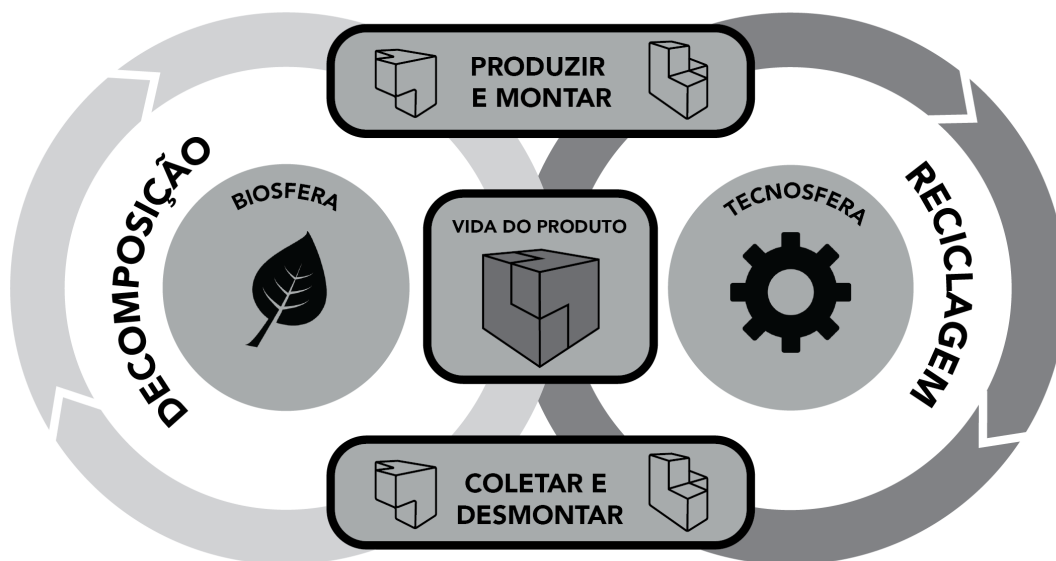 PRODUZIR
E MONTAR
DECOMPOSIÇÃO
BIOSFERA
VIDA DO PRODUTO
TECNOSFERA
RECICLAGEM
COLETAR E
DESMONTAR